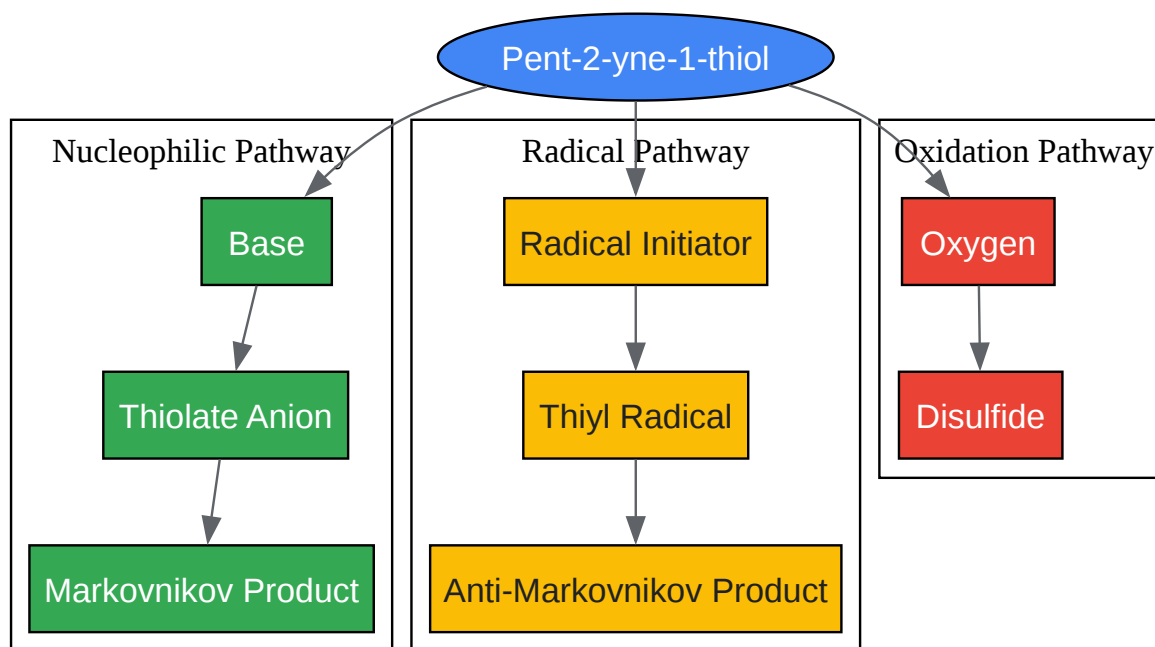 Pent-2-yne-1-thiol
Nucleophilic Pathway
Radical Pathway
Oxidation Pathway
Base
Radical Initiator
Oxygen
Thiolate Anion
Thiyl Radical
Disulfide
Markovnikov Product
Anti-Markovnikov Product